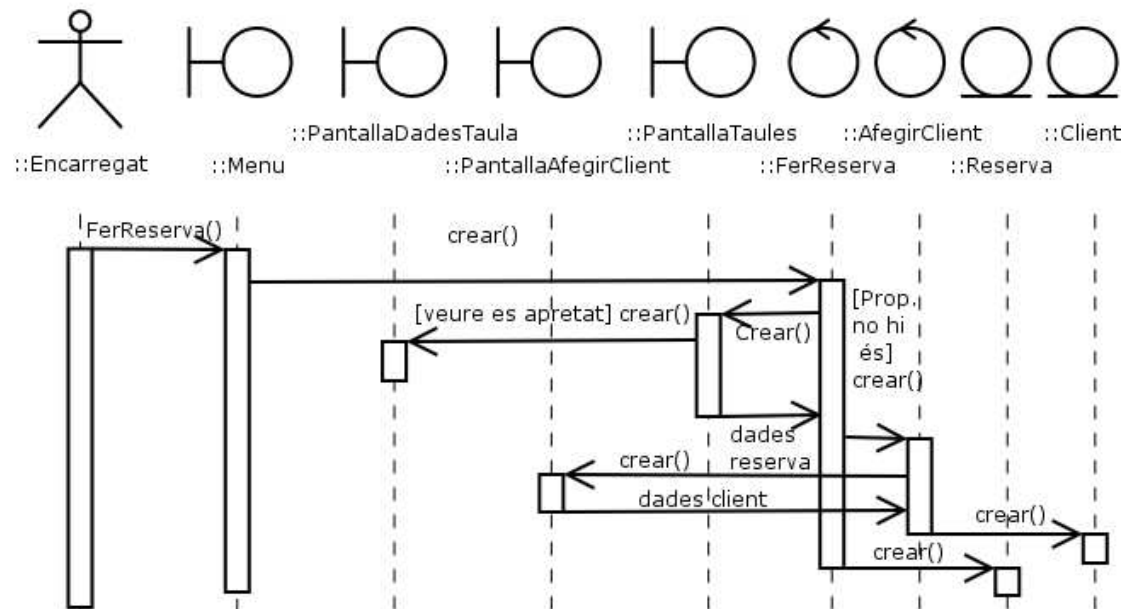 ::PantallaDadesTaula
::PantallaTaules
::AfegirClient
::Client
::Encarregat
::Menu
::PantallaAfegirClient
::FerReserva
::Reserva
FerReserva()
crear()
[veure es apretat] crear()
Crear()
[Prop.
no hi
és]
crear()
dades
reserva
crear()
dades client
crear()
crear()